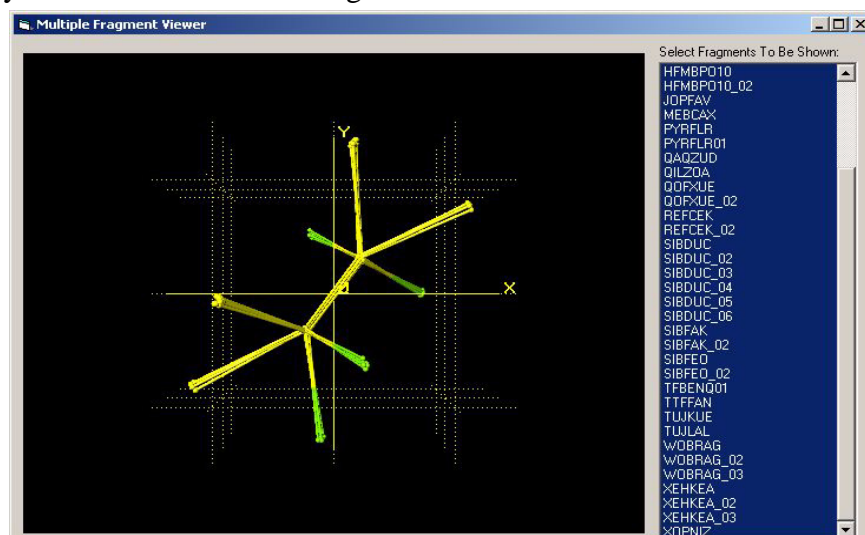 Multiple Fragment Viewer
Select Fragments To Be Shown:
Y
X
HFMBPO10
HFMBPO10_02
JOPFAV
MEBCAX
PYRFLR
PYRFLR01
QAQZUD
QILZOA
QOFXUE
QOFXUE_02
REFCEK
REFCEK_02
SIBDUC
SIBDUC_02
SIBDUC_03
SIBDUC_04
SIBDUC_05
SIBDUC_06
SIBFAK
SIBFAK_02
SIBFEO
SIBFEO_02
TFBENQ01
TTFFAN
TUJKUE
TUJLAL
WOBRAG
WOBRAG_02
WOBRAG_03
XEHKEA
XEHKEA_02
XEHKEA_03
XOPNIZ